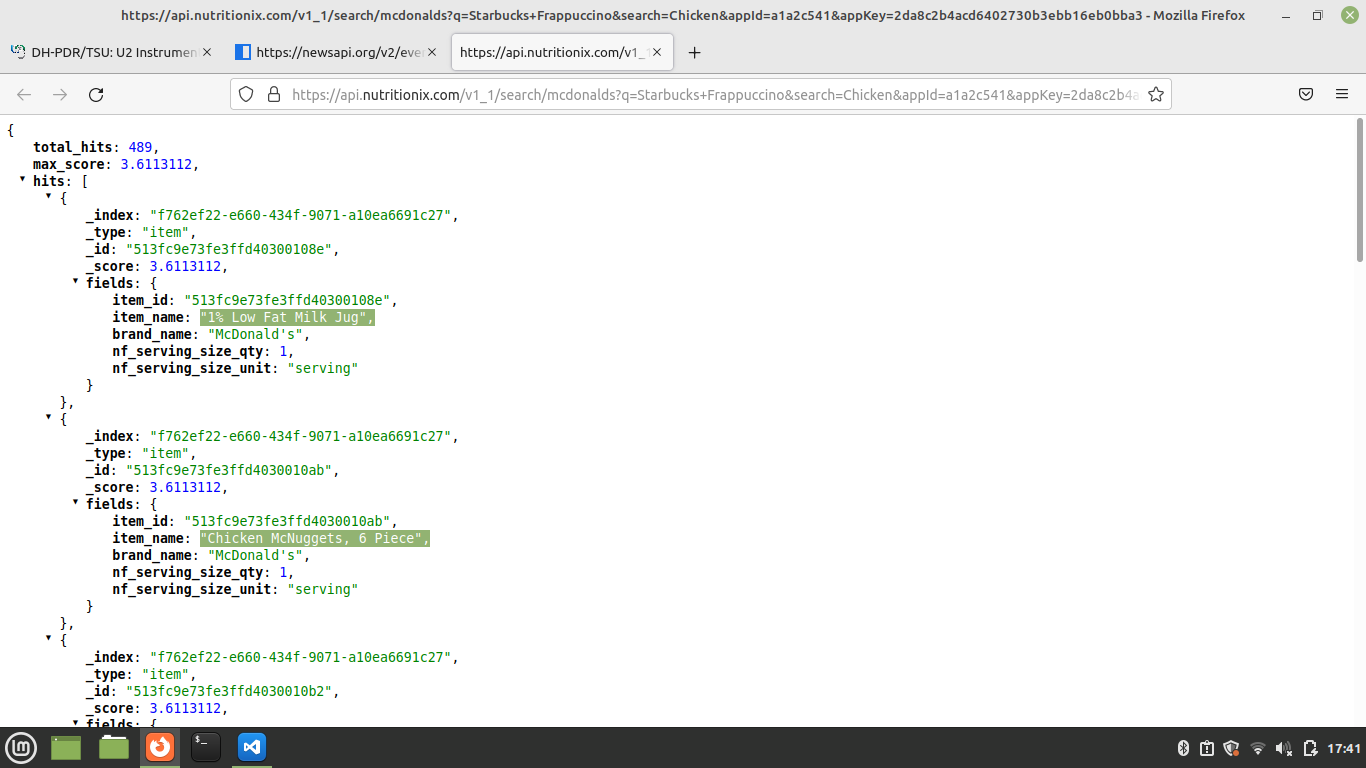 https://api.nutritionix.com/v1_1/search/mcdonalds?q=Starbucks+Frappuccino&search=Chicken&appId=a1a2c541&appKey=2da8c2b4acd6402730b3ebb16eb0bba3 - Mozilla Firefox
DH-PDR/TSU: U2 Instrumen
https://newsapi.org/v2/eve
https://api.nutritionix.com/v1_
https://api.nutritionix.com/v1_1/search/mcdonalds?q=Starbucks+Frappuccino&search=Chicken&appId=a1a2c541&appKey=2da8c2b4a
{
total_hits: 489,
max_score: 3.6113112,
hits: [
{
_index: "f762ef22-e660-434f-9071-a10ea6691c27",
_type: "item",
_id: "513fc9e73fe3ffd40300108e",
_score: 3.6113112,
fields: {
item_id: "513fc9e73fe3ffd40300108e",
item_name: "1% Low Fat Milk Jug",
brand_name: "McDonald's",
nf_serving_size_qty: 1,
nf_serving_size_unit: "serving"
}
},
{
_index: "f762ef22-e660-434f-9071-a10ea6691c27",
_type: "item",
_id: "513fc9e73fe3ffd4030010ab",
_score: 3.6113112,
fields: {
item_id: "513fc9e73fe3ffd4030010ab",
item_name: "Chicken McNuggets, 6 Piece",
brand_name: "McDonald's",
nf_serving_size_qty: 1,
nf_serving_size_unit: "serving"
}
},
{
_index: "f762ef22-e660-434f-9071-a10ea6691c27",
_type: "item",
_id: "513fc9e73fe3ffd4030010b2",
_score: 3.6113112,
fields: {
17:41